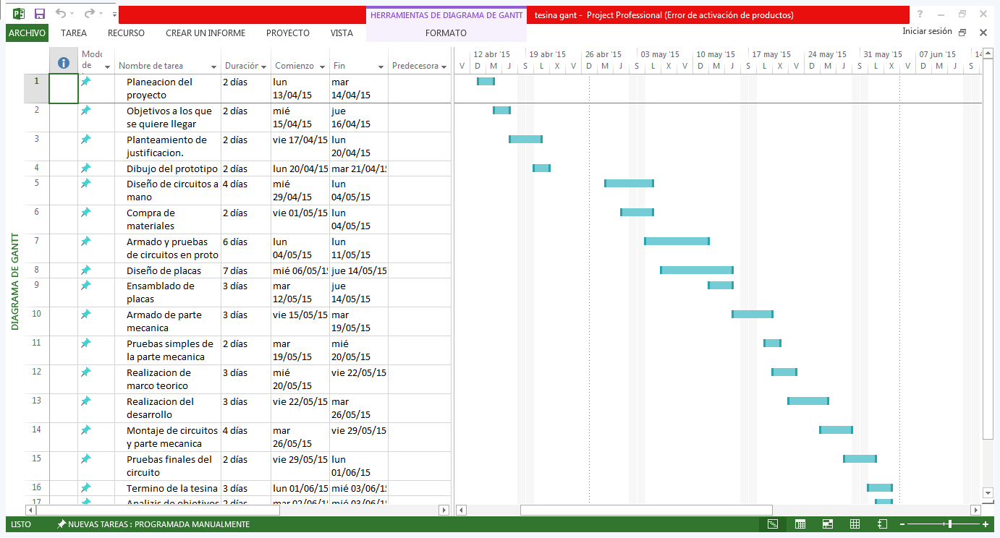 HERRAMIENTAS DE DIAGRAMA DE GANTT
tesina gant - Project Professional (Error de activación de productos)
ARCHIVO TAREA RECURSO CREAR UN INFORME PROYECTO VISTA FORMATO Iniciar sesión
Modo de Nombre de tarea Duración Comienzo Fin Predecesora
12 abr '15 19 abr '15 26 abr '15 03 may '15 10 may '15 17 may '15 24 may '15 31 may '15 07 jun '15 14
V D M J S L X V D M J S L X V D M J S L X V D M J S L X V D M J S
1 Planeacion del proyecto 2 días lun 13/04/15 mar 14/04/15
2 Objetivos a los que se quiere llegar 2 días mié 15/04/15 jue 16/04/15
3 Planteamiento de justificacion. 2 días vie 17/04/15 lun 20/04/15
4 Dibujo del prototipo 2 días lun 20/04/15 mar 21/04/1
5 Diseño de circuitos a mano 4 días mié 29/04/15 lun 04/05/15
6 Compra de materiales 2 días vie 01/05/15 lun 04/05/15
7 Armado y pruebas de circuitos en proto 6 días lun 04/05/15 lun 11/05/15
8 Diseño de placas 7 días mié 06/05/1 jue 14/05/15
9 Ensamblado de placas 3 días mar 12/05/15 jue 14/05/15
10 Armado de parte mecanica 3 días vie 15/05/15 mar 19/05/15
11 Pruebas simples de la parte mecanica 2 días mar 19/05/15 mié 20/05/15
12 Realizacion de marco teorico 3 días mié 20/05/15 vie 22/05/15
13 Realizacion del desarrollo 3 días vie 22/05/15 mar 26/05/15
14 Montaje de circuitos y parte mecanica 4 días mar 26/05/15 vie 29/05/15
15 Pruebas finales del circuito 2 días vie 29/05/15 lun 01/06/15
16 Termino de la tesina 3 días lun 01/06/15 mié 03/06/1
17 Analizis de objetivos 2 días mar 02/06/1 mié 03/06/1
DIAGRAMA DE GANTT
LISTO NUEVAS TAREAS : PROGRAMADA MANUALMENTE